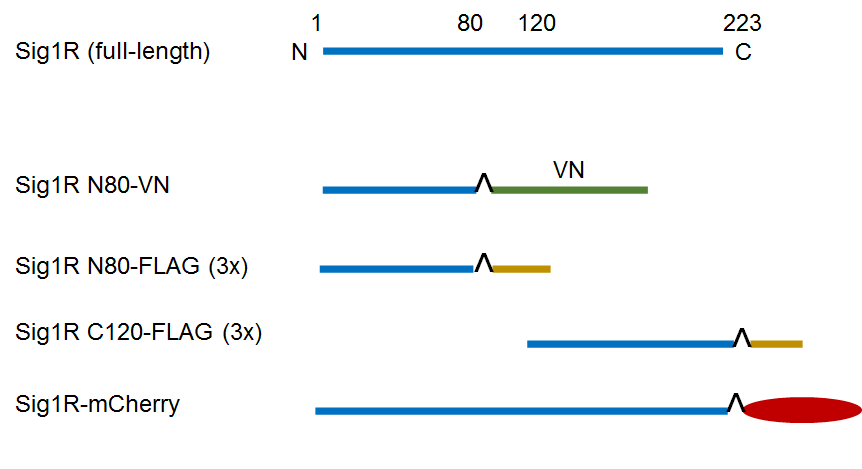 1 80 120 223
Sig1R (full-length) N C
VN
Sig1R N80-VN
Sig1R N80-FLAG (3x)
Sig1R C120-FLAG (3x)
Sig1R-mCherry